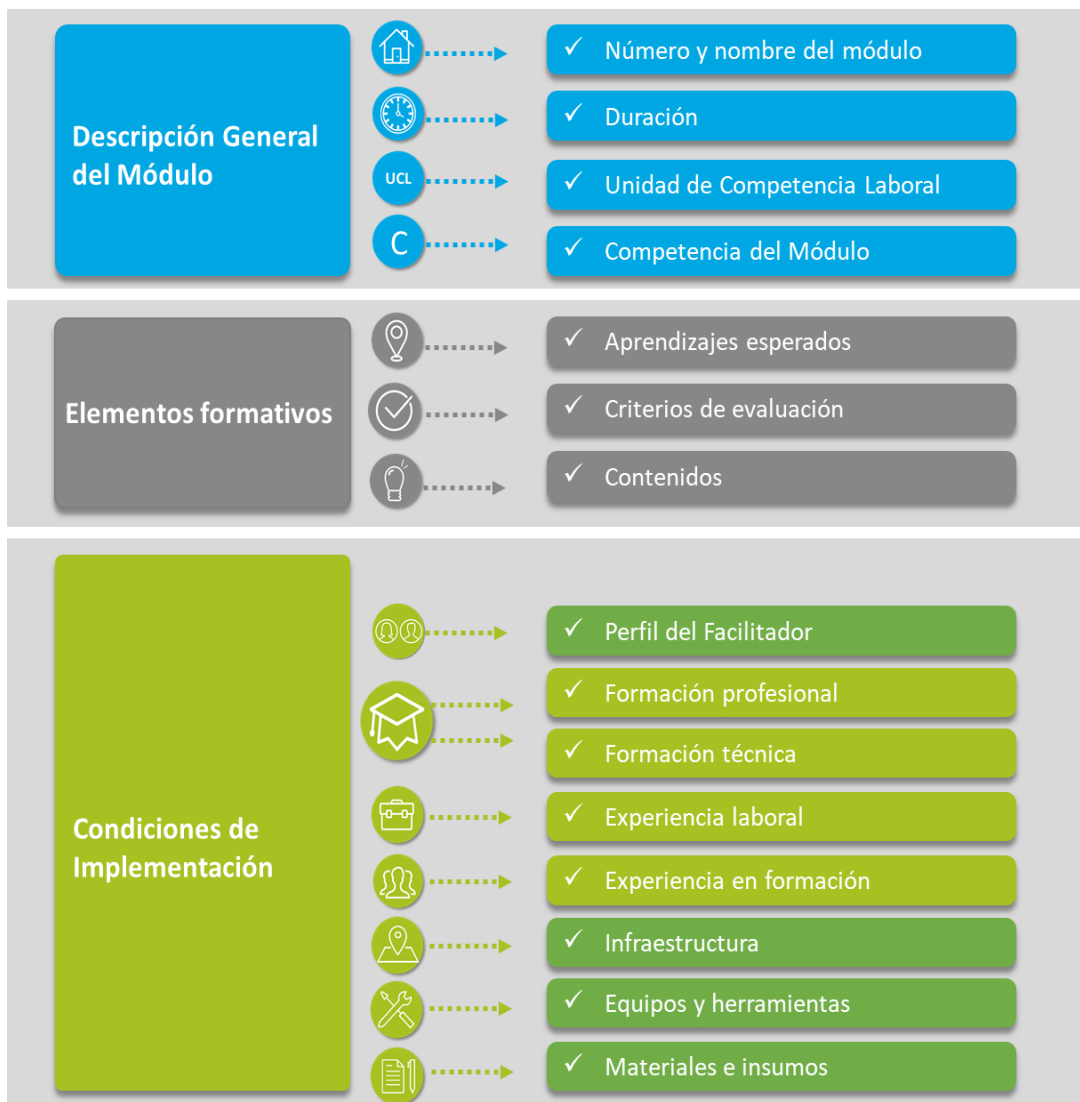 Descripción General
del Módulo
✓ Número y nombre del módulo
✓ Duración
UCL
✓ Unidad de Competencia Laboral
C
✓ Competencia del Módulo
Elementos formativos
✓ Aprendizajes esperados
✓ Criterios de evaluación
✓ Contenidos
Condiciones de
Implementación
✓ Perfil del Facilitador
✓ Formación profesional
✓ Formación técnica
✓ Experiencia laboral
✓ Experiencia en formación
✓ Infraestructura
✓ Equipos y herramientas
✓ Materiales e insumos